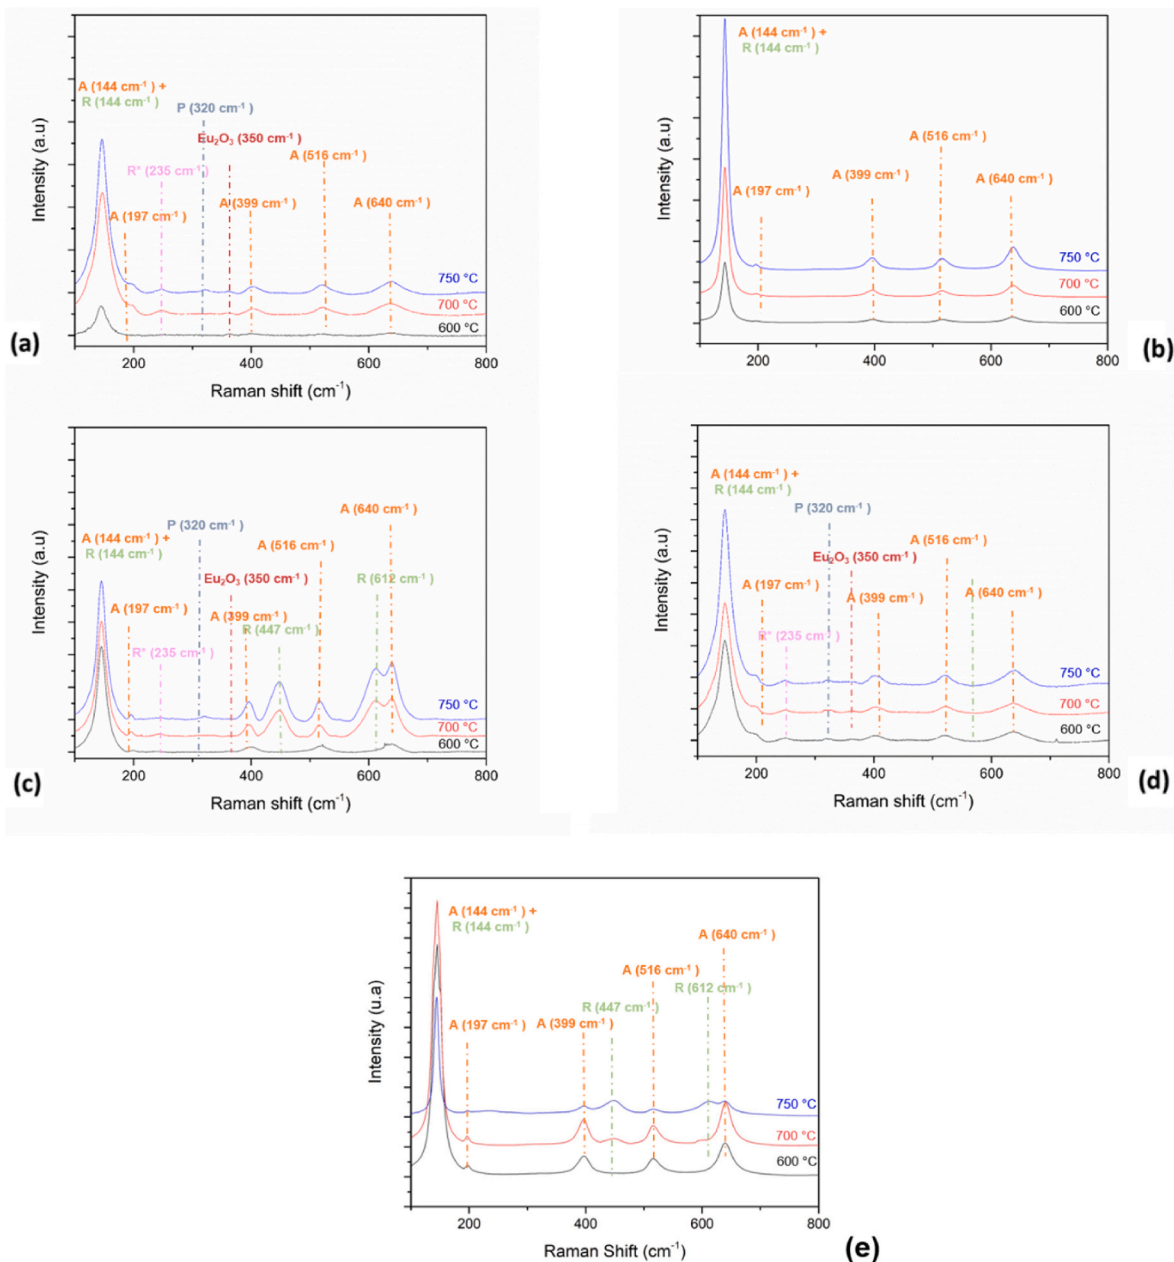 A (144 cm⁻¹ ) +
R (144 cm⁻¹ )
P (320 cm⁻¹ )
Eu₂O₃ (350 cm⁻¹ )
A (516 cm⁻¹ )
R* (235 cm⁻¹ )
A (197 cm⁻¹ )
A (399 cm⁻¹ )
A (640 cm⁻¹ )
750 °C
700 °C
600 °C
Intensity (a.u)
200
400
600
800
Raman shift (cm⁻¹)
(a)
A (144 cm⁻¹ ) +
R (144 cm⁻¹ )
A (516 cm⁻¹ )
A (197 cm⁻¹ )
A (399 cm⁻¹ )
A (640 cm⁻¹ )
750 °C
700 °C
600 °C
Intensity (a.u)
200
400
600
800
Raman shift (cm⁻¹)
(b)
A (640 cm⁻¹ )
P (320 cm⁻¹ )
A (144 cm⁻¹ ) +
R (144 cm⁻¹ )
A (516 cm⁻¹ )
Eu₂O₃ (350 cm⁻¹ )
R (612 cm⁻¹ )
A (197 cm⁻¹ )
A (399 cm⁻¹ )
R (447 cm⁻¹ )
R* (235 cm⁻¹ )
750 °C
700 °C
600 °C
Intensity (a.u)
200
400
600
800
Raman shift (cm⁻¹)
(c)
A (144 cm⁻¹ ) +
R (144 cm⁻¹ )
P (320 cm⁻¹ )
Eu₂O₃ (350 cm⁻¹ )
A (516 cm⁻¹ )
A (197 cm⁻¹ )
A (399 cm⁻¹ )
A (640 cm⁻¹ )
R* (235 cm⁻¹ )
750 °C
700 °C
600 °C
Intensity (a.u)
200
400
600
800
Raman shift (cm⁻¹)
(d)
A (144 cm⁻¹ ) +
R (144 cm⁻¹ )
A (640 cm⁻¹ )
A (516 cm⁻¹ )
R (612 cm⁻¹ )
R (447 cm⁻¹ )
A (197 cm⁻¹ )
A (399 cm⁻¹ )
750 °C
700 °C
600 °C
Intensity (u.a)
200
400
600
800
Raman Shift (cm⁻¹)
(e)